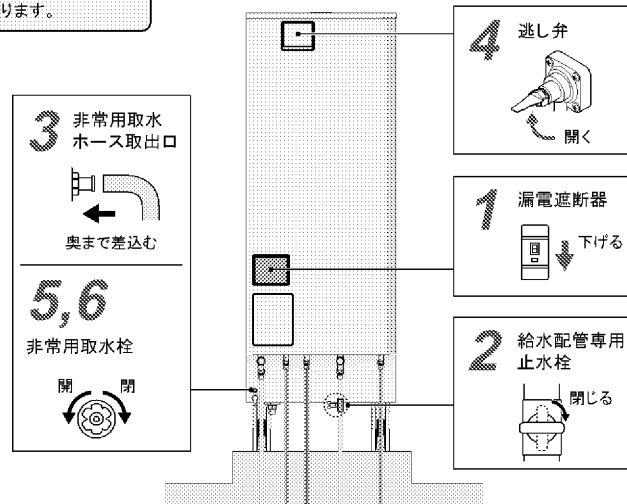 ります。
4 逃し弁
開く
3 非常用取水
ホース取出口
奥まで差込む
1 漏電遮断器
下げる
5,6
非常用取水栓
開 閉
2 給水配管専用
止水栓
閉じる